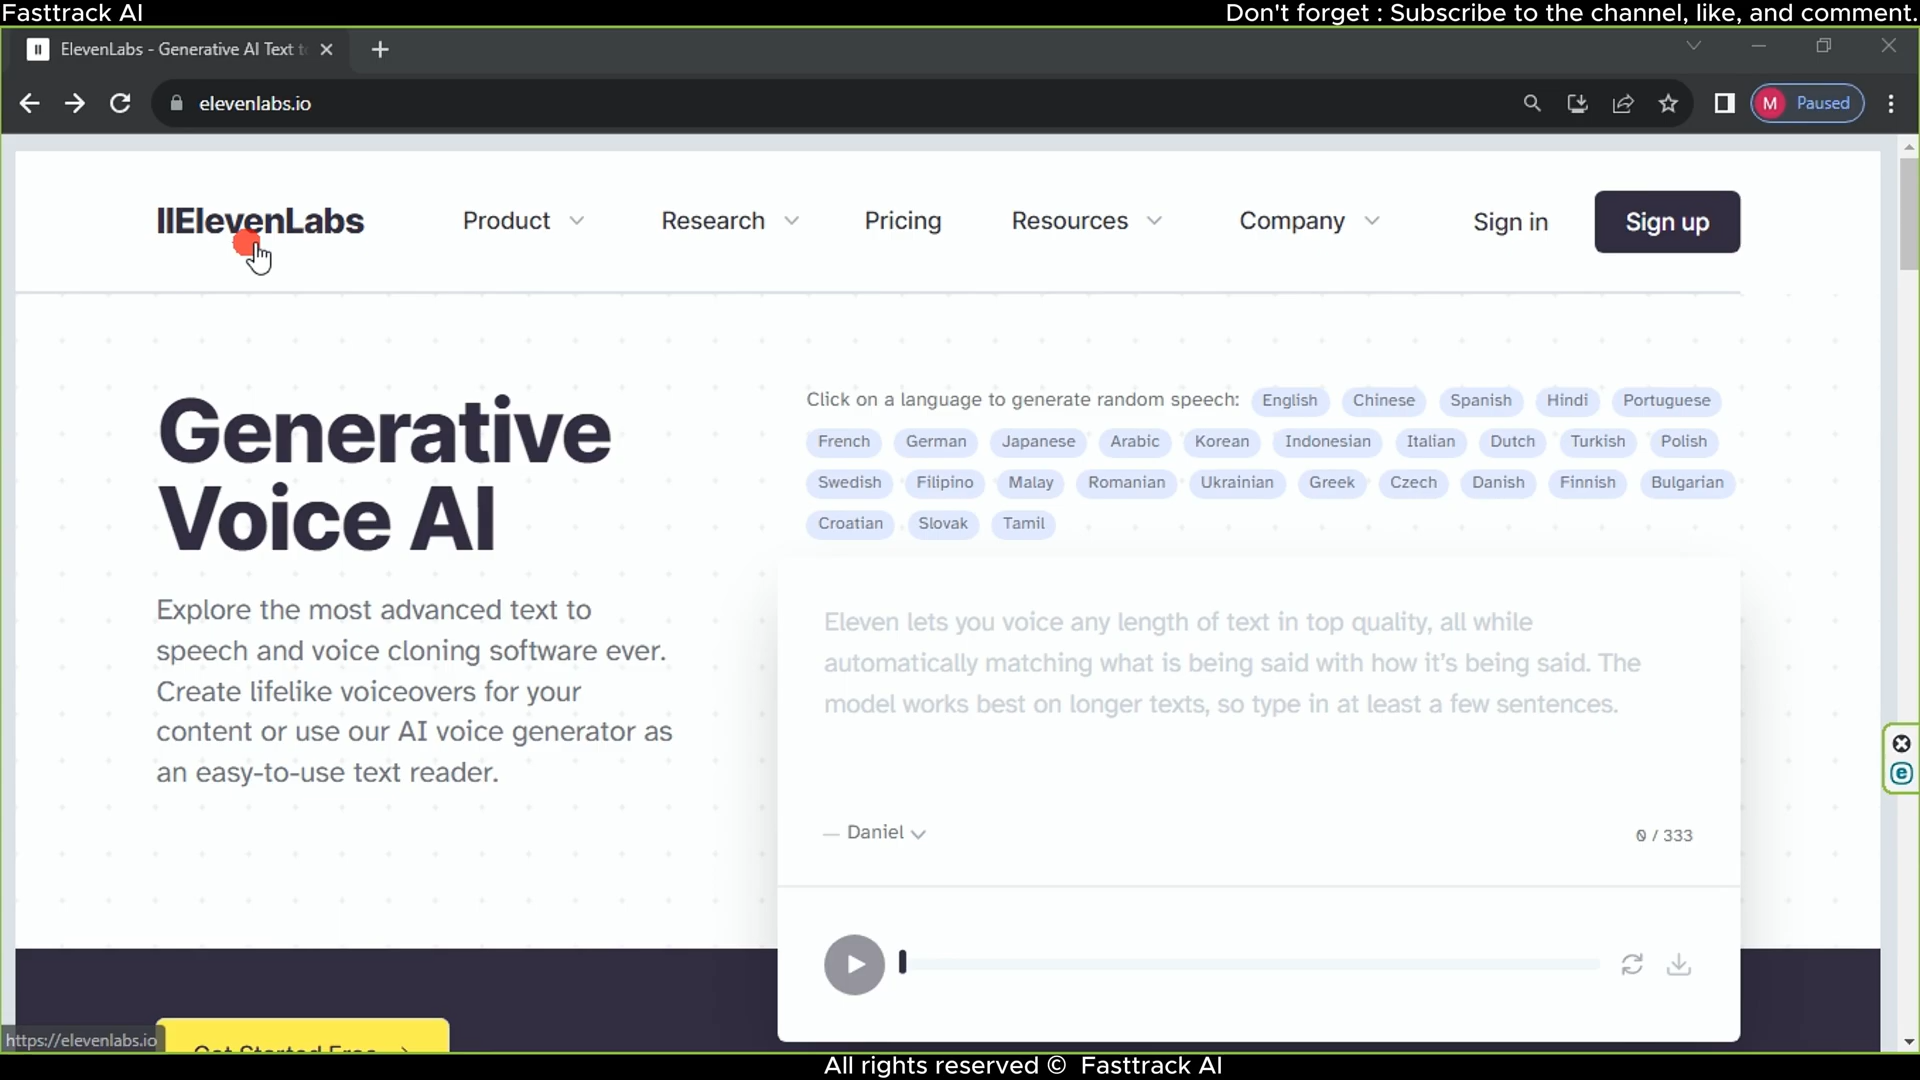 Fasttrack AI
Don't forget : Subscribe to the channel, like, and comment.
ElevenLabs - Generative AI Text t
elevenlabs.io
M Paused
IIElevenLabs
Product
Research
Pricing
Resources
Company
Sign in
Sign up
Generative
Voice AI
Explore the most advanced text to
speech and voice cloning software ever.
Create lifelike voiceovers for your
content or use our AI voice generator as
an easy-to-use text reader.
Click on a language to generate random speech: English Chinese Spanish Hindi Portuguese
French German Japanese Arabic Korean Indonesian Italian Dutch Turkish Polish
Swedish Filipino Malay Romanian Ukrainian Greek Czech Danish Finnish Bulgarian
Croatian Slovak Tamil
Eleven lets you voice any length of text in top quality, all while
automatically matching what is being said with how it’s being said. The
model works best on longer texts, so type in at least a few sentences.
— Daniel
0 / 333
Get Started Free
https://elevenlabs.io
All rights reserved © Fasttrack AI